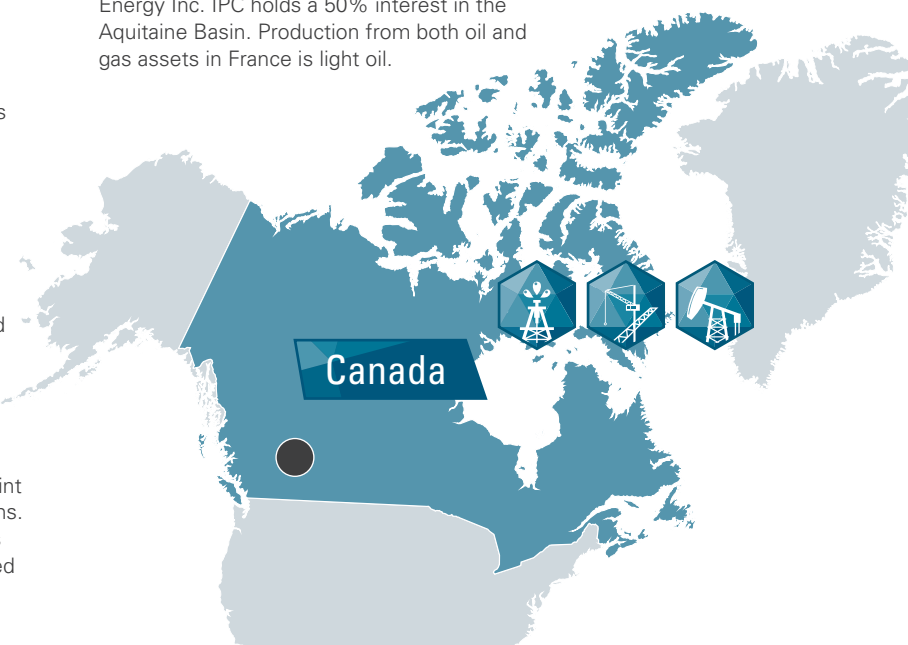 Energy Inc. IPC holds a 50% interest in the
Aquitaine Basin. Production from both oil and
gas assets in France is light oil.
Canada